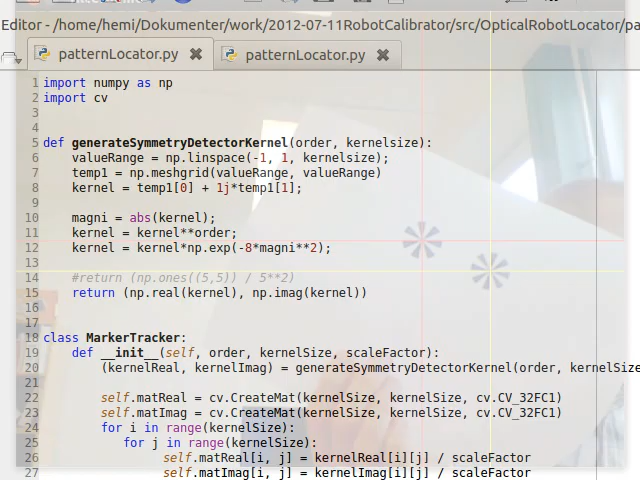 Editor - /home/hemi/Dokumenter/work/2012-07-11RobotCalibrator/src/OpticalRobotLocator/pa
patternLocator.py ✖ patternLocator.py ✖
1 import numpy as np
2 import cv
3
4
5 def generateSymmetryDetectorKernel(order, kernelsize):
6     valueRange = np.linspace(-1, 1, kernelsize);
7     temp1 = np.meshgrid(valueRange, valueRange)
8     kernel = temp1[0] + 1j*temp1[1];
9
10     magni = abs(kernel);
11     kernel = kernel**order;
12     kernel = kernel*np.exp(-8*magni**2);
13
14     #return (np.ones((5,5)) / 5**2)
15     return (np.real(kernel), np.imag(kernel))
16
17
18 class MarkerTracker:
19     def __init__(self, order, kernelSize, scaleFactor):
20         (kernelReal, kernelImag) = generateSymmetryDetectorKernel(order, kernelSize
21
22         self.matReal = cv.CreateMat(kernelSize, kernelSize, cv.CV_32FC1)
23         self.matImag = cv.CreateMat(kernelSize, kernelSize, cv.CV_32FC1)
24         for i in range(kernelSize):
25             for j in range(kernelSize):
26                 self.matReal[i, j] = kernelReal[i][j] / scaleFactor
27                 self.matImag[i, j] = kernelImag[i][j] / scaleFactor